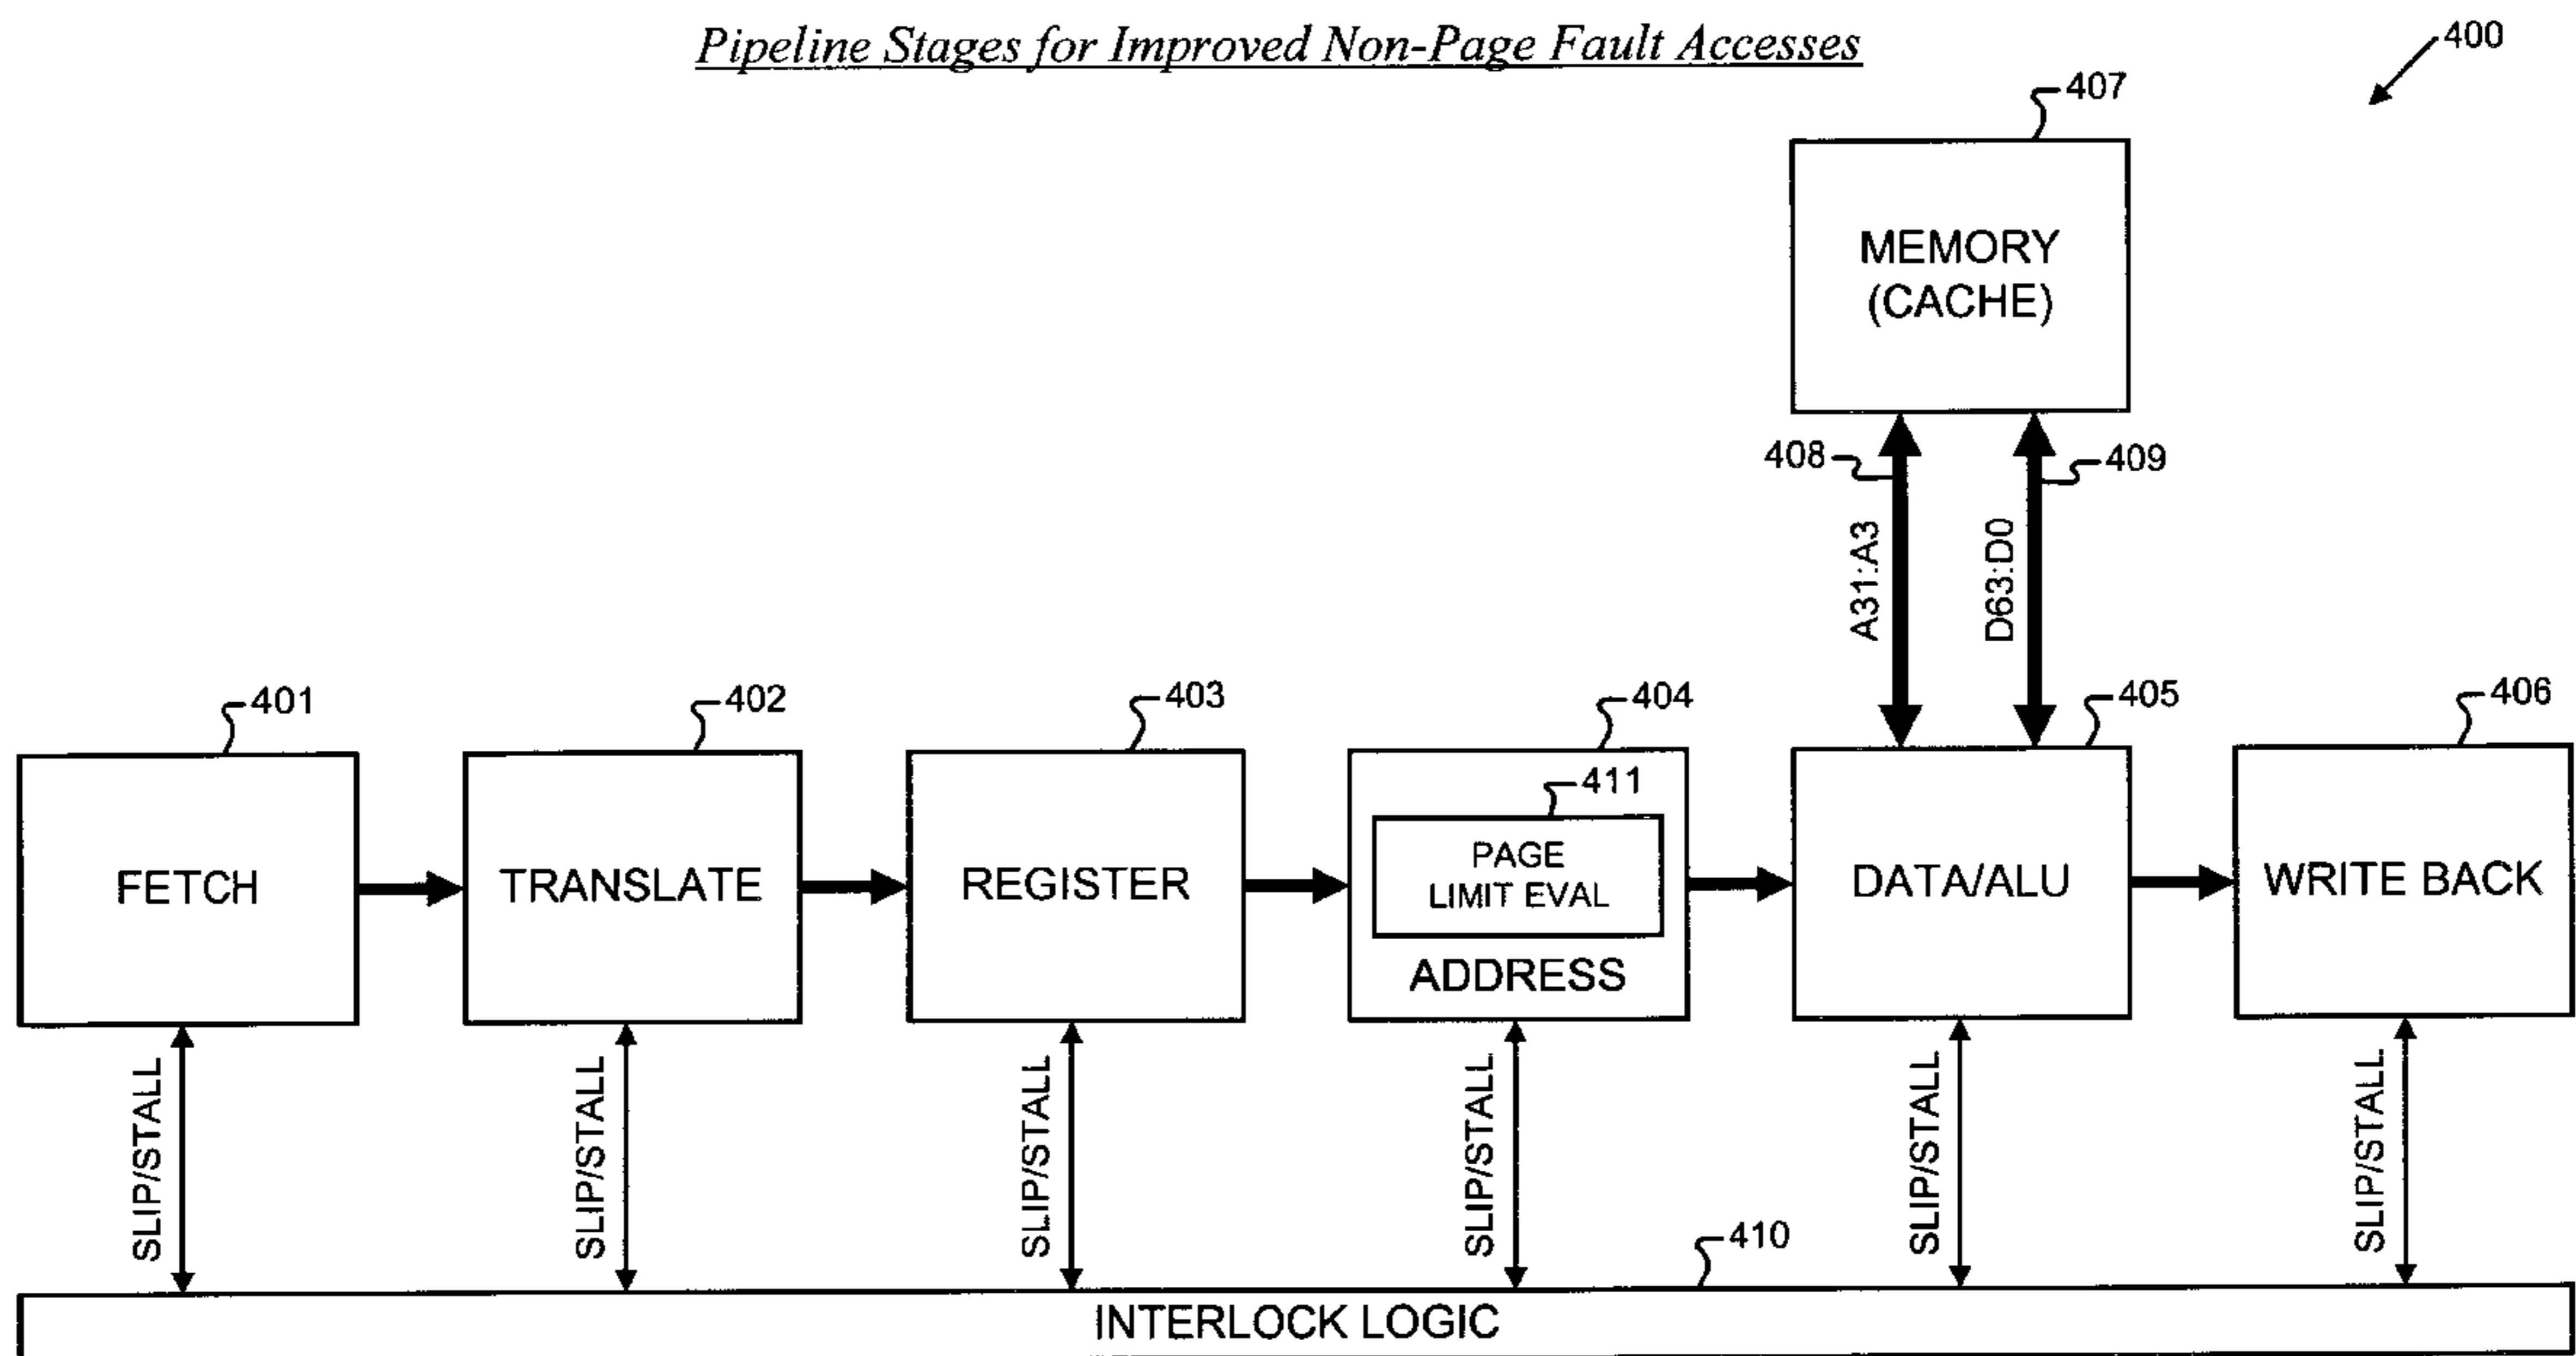 Pipeline Stages for Improved Non-Page Fault Accesses
400
407
MEMORY
(CACHE)
408
409
A31:A3
D63:D0
401
402
403
404
405
406
411
FETCH
TRANSLATE
REGISTER
PAGE
LIMIT EVAL
ADDRESS
DATA/ALU
WRITE BACK
SLIP/STALL
SLIP/STALL
SLIP/STALL
SLIP/STALL
SLIP/STALL
SLIP/STALL
410
INTERLOCK LOGIC